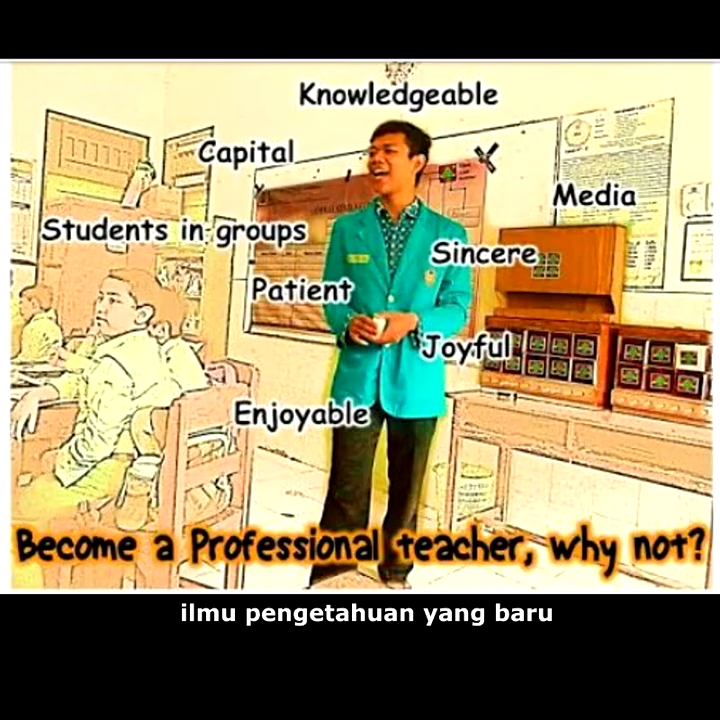 Knowledgeable
Capital
Media
Students in groups
Sincere
Patient
Joyful
Enjoyable
Become a Professional teacher, why not?
ilmu pengetahuan yang baru